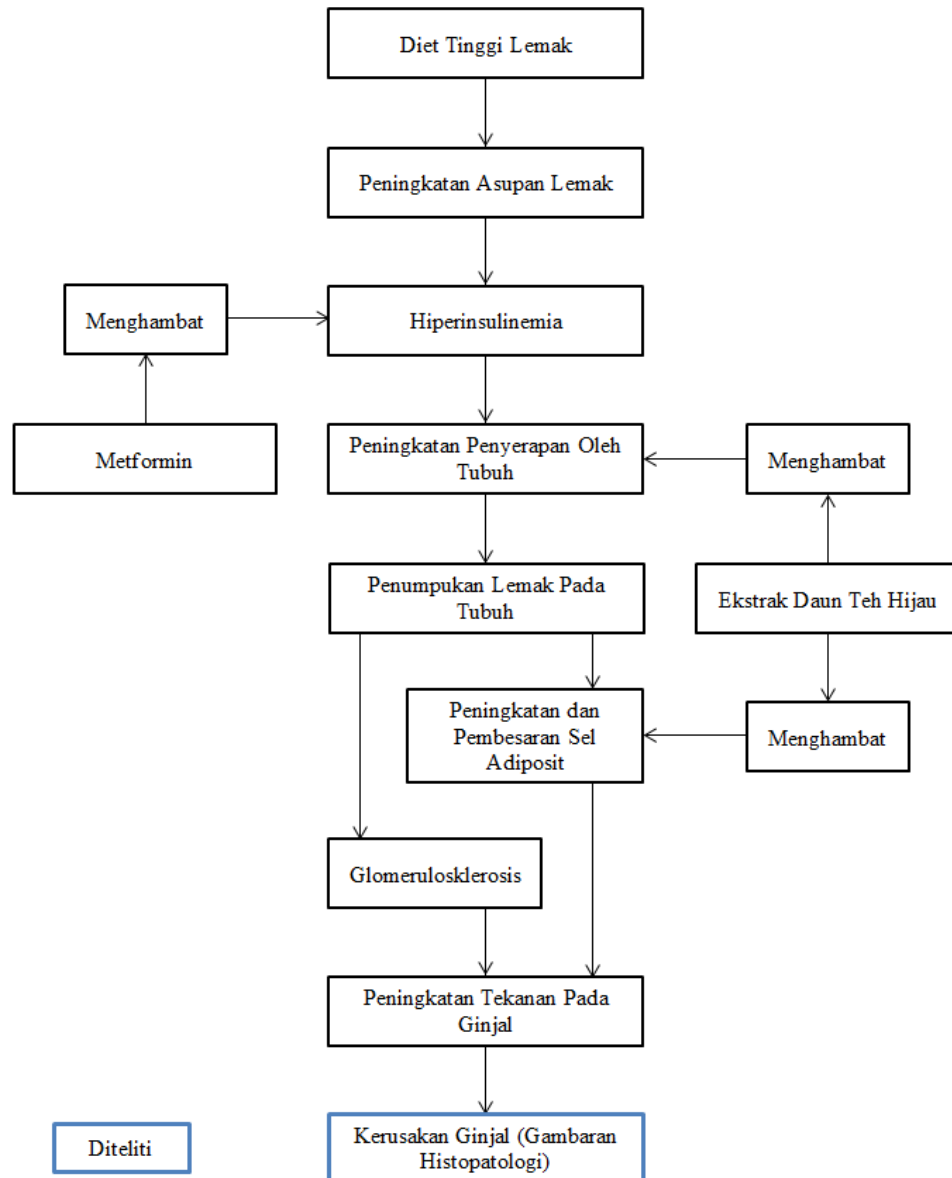 Diet Tinggi Lemak
Peningkatan Asupan Lemak
Menghambat
Hiperinsulinemia
Metformin
Peningkatan Penyerapan Oleh
Tubuh
Menghambat
Penumpukan Lemak Pada
Tubuh
Ekstrak Daun Teh Hijau
Peningkatan dan
Pembesaran Sel
Adiposit
Menghambat
Glomerulosklerosis
Peningkatan Tekanan Pada
Ginjal
Diteliti
Kerusakan Ginjal (Gambaran
Histopatologi)